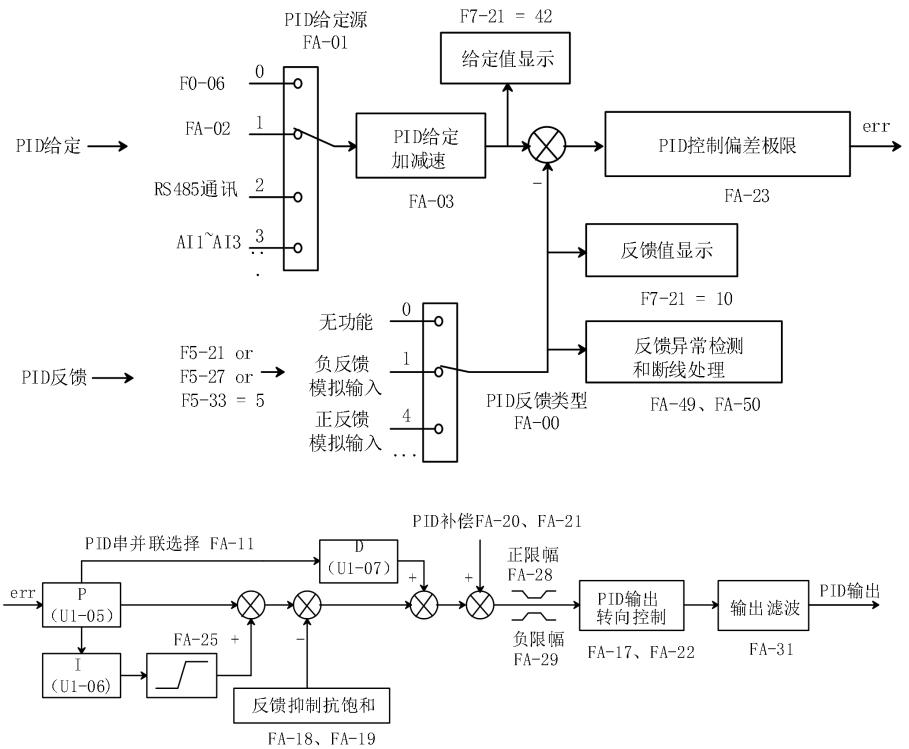 F7-21 = 42
PID给定源
FA-01
给定值显示
F0-06
0
FA-02
1
PID给定
PID给定
加减速
FA-03
PID控制偏差极限
err
FA-23
-
RS485通讯
2
AI1~AI3
3
..
.
反馈值显示
F7-21 = 10
无功能
0
F5-21 or
F5-27 or
F5-33 = 5
PID反馈
负反馈
模拟输入
1
正反馈
模拟输入
4
...
PID反馈类型
FA-00
反馈异常检测
和断线处理
FA-49、FA-50
PID补偿FA-20、FA-21
PID串并联选择 FA-11
D
(U1-07)
+
+
正限幅
FA-28
err
P
(U1-05)
FA-25
+
-
负限幅
FA-29
PID输出
转向控制
FA-17、FA-22
输出滤波
FA-31
PID输出
I
(U1-06)
反馈抑制抗饱和
FA-18、FA-19